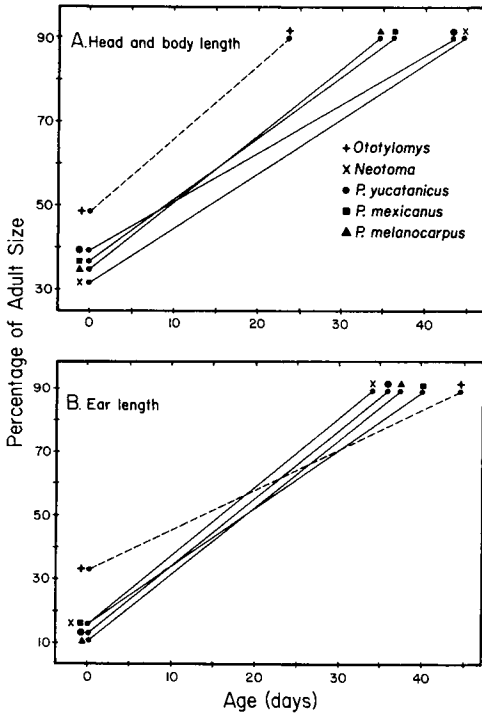 Percentage of Adult Size
A. Head and body length
90
70
50
30
+ Ototylomys
× Neotoma
• P. yucatanicus
■ P. mexicanus
▲ P. melanocarpus
0 10 20 30 40
B. Ear length
90
70
50
30
10
0 10 20 30 40
Age (days)